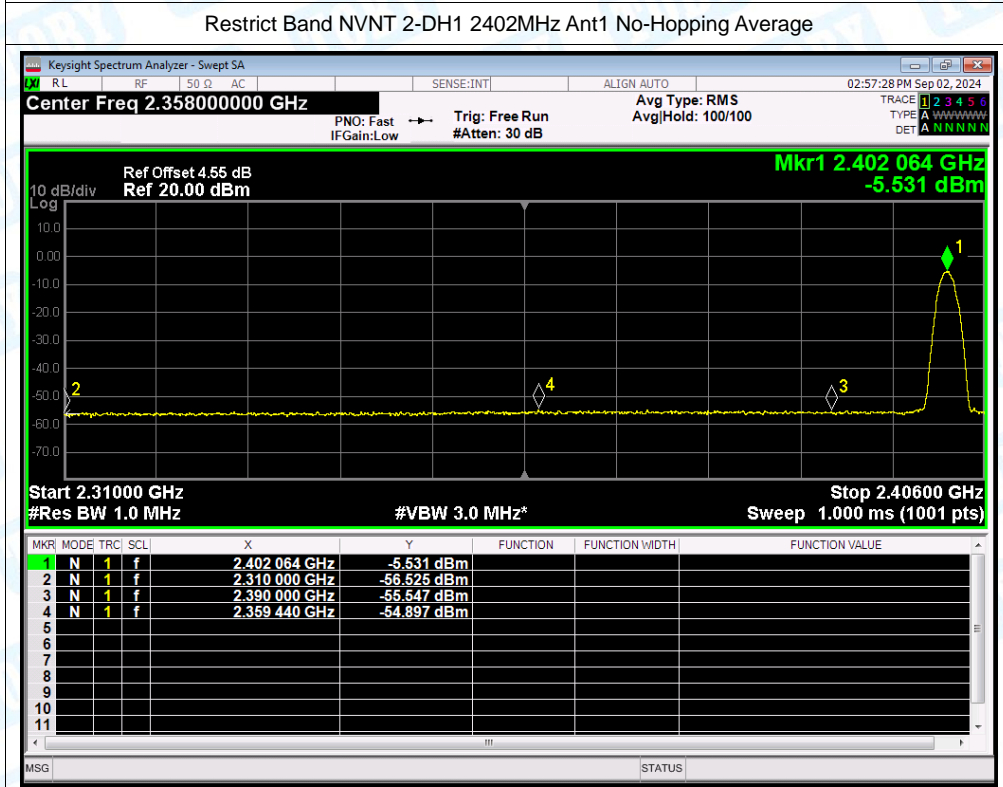 Restrict Band NVNT 2-DH1 2402MHz Ant1 No-Hopping Average
Keysight Spectrum Analyzer - Swept SA
LXI RL RF 50 Ω AC SENSE:INT ALIGN AUTO 02:57:28 PM Sep 02, 2024
Center Freq 2.358000000 GHz
PNO: Fast
IFGain:Low
Trig: Free Run
#Atten: 30 dB
Avg Type: RMS
Avg|Hold: 100/100
TRACE 1 2 3 4 5 6
TYPE A WWWWW
DET A N N N N N
Mkr1 2.402 064 GHz
-5.531 dBm
Ref Offset 4.55 dB
10 dB/div Ref 20.00 dBm
Log
10.0
0.00
-10.0
-20.0
-30.0
-40.0
-50.0
-60.0
-70.0
1
2
4
3
Start 2.31000 GHz Stop 2.40600 GHz
#Res BW 1.0 MHz #VBW 3.0 MHz* Sweep 1.000 ms (1001 pts)
MKR MODE TRC SCL X Y FUNCTION FUNCTION WIDTH FUNCTION VALUE
1 N 1 f 2.402 064 GHz -5.531 dBm
2 N 1 f 2.310 000 GHz -56.525 dBm
3 N 1 f 2.390 000 GHz -55.547 dBm
4 N 1 f 2.359 440 GHz -54.897 dBm
5
6
7
8
9
10
11
MSG STATUS